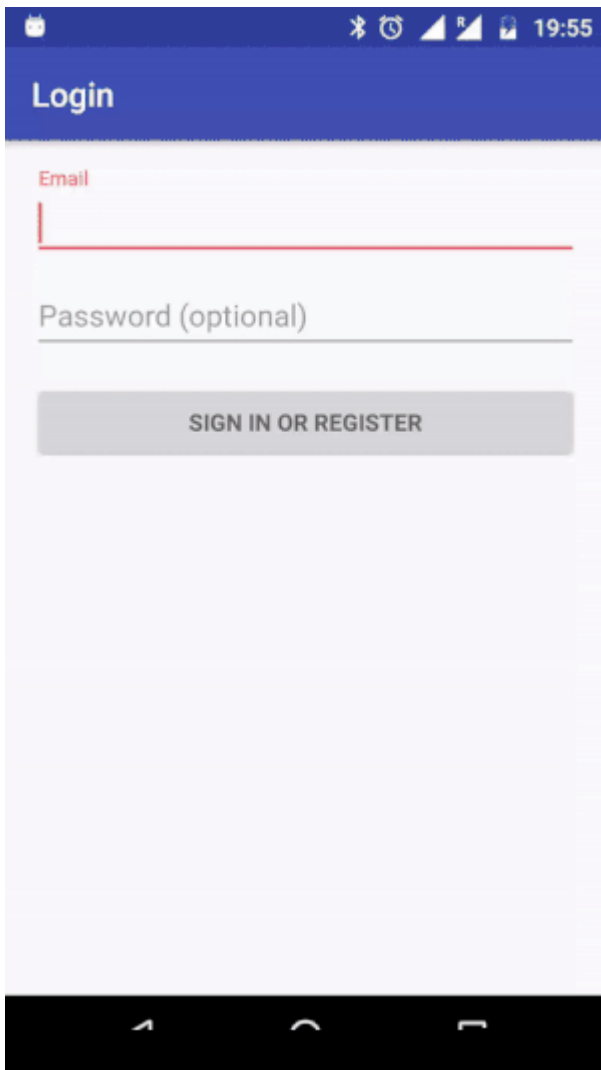 R
19:55
Login
Email
Password (optional)
SIGN IN OR REGISTER